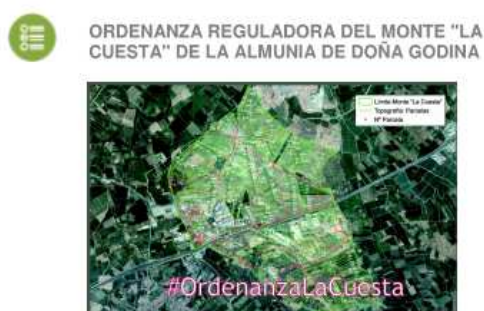 ORDENANZA REGULADORA DEL MONTE "LA
CUESTA" DE LA ALMUNIA DE DOÑA GODINA
Límite Monte "La Cuesta"
Topografía Parcelas
Nº Parcela
#OrdenanzaLaCuesta